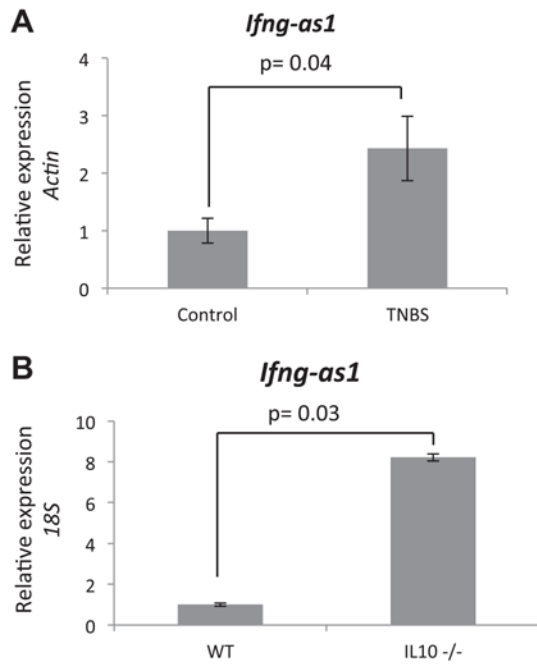 A
Ifng-as1
p= 0.04
Relative expression
Actin
4
3
2
1
0
Control TNBS
B
Ifng-as1
p= 0.03
Relative expression
18S
10
8
6
4
2
0
WT IL10 -/-